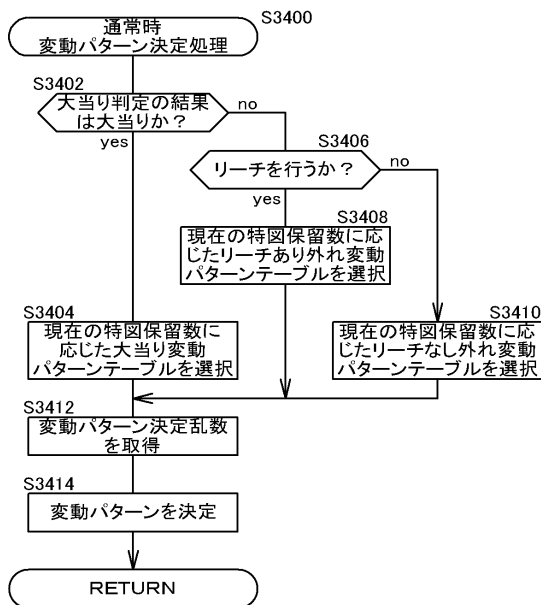 S3400
通常時
変動パターン決定処理
S3402
大当り判定の結果
は大当りか？
no
yes
S3406
リーチを行うか？
no
yes
S3408
現在の特図保留数に応
じたリーチあり外れ変動
パターンテーブルを選択
S3404
現在の特図保留数に
応じた大当り変動
パターンテーブルを選択
S3410
現在の特図保留数に応
じたリーチなし外れ変動
パターンテーブルを選択
S3412
変動パターン決定乱数
を取得
S3414
変動パターンを決定
RETURN